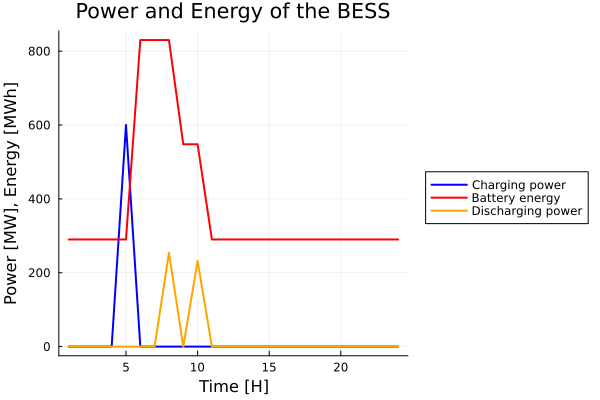 Power and Energy of the BESS
Power [MW], Energy [MWh]
800
600
400
200
0
5
10
15
20
Time [H]
Charging power
Battery energy
Discharging power